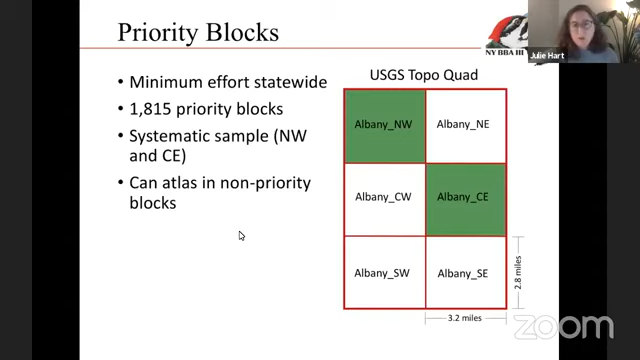 Priority Blocks
NY BBA III
Julie Hart
• Minimum effort statewide
• 1,815 priority blocks
• Systematic sample (NW
and CE)
• Can atlas in non-priority
blocks
USGS Topo Quad
Albany_NW
Albany_NE
Albany_CW
Albany_CE
Albany_SW
Albany_SE
2.8 miles
3.2 miles
zoom